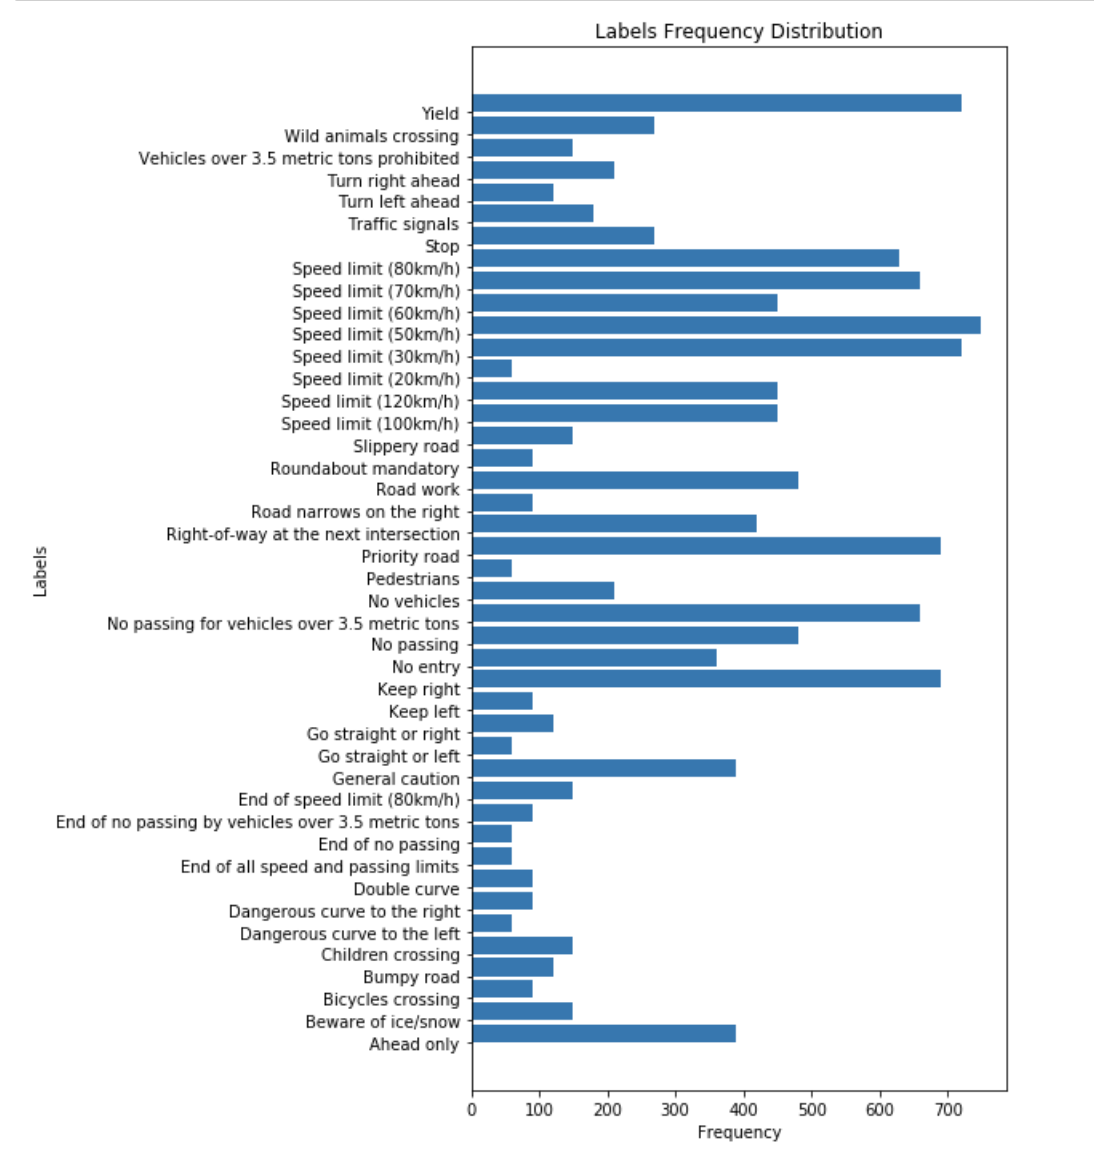 Labels Frequency Distribution
Yield
Wild animals crossing
Vehicles over 3.5 metric tons prohibited
Turn right ahead
Turn left ahead
Traffic signals
Stop
Speed limit (80km/h)
Speed limit (70km/h)
Speed limit (60km/h)
Speed limit (50km/h)
Speed limit (30km/h)
Speed limit (20km/h)
Speed limit (120km/h)
Speed limit (100km/h)
Slippery road
Roundabout mandatory
Road work
Road narrows on the right
Right-of-way at the next intersection
Priority road
Pedestrians
No vehicles
No passing for vehicles over 3.5 metric tons
No passing
No entry
Keep right
Keep left
Go straight or right
Go straight or left
General caution
End of speed limit (80km/h)
End of no passing by vehicles over 3.5 metric tons
End of no passing
End of all speed and passing limits
Double curve
Dangerous curve to the right
Dangerous curve to the left
Children crossing
Bumpy road
Bicycles crossing
Beware of ice/snow
Ahead only
Labels
0 100 200 300 400 500 600 700
Frequency